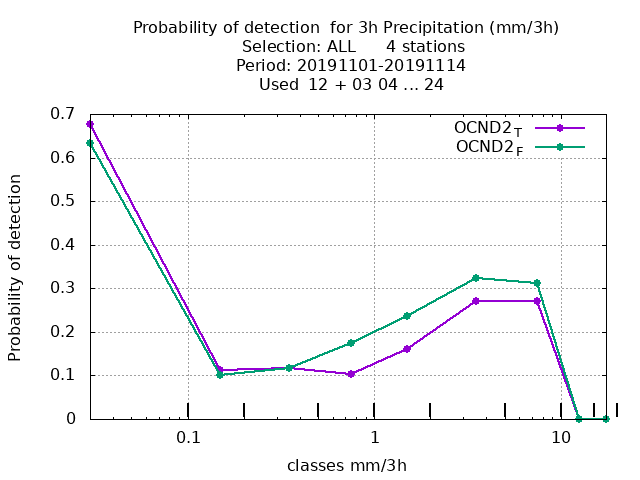 Probability of detection  for 3h Precipitation (mm/3h)
Selection: ALL      4 stations
Period: 20191101-20191114
Used  12 + 03 04 ... 24
OCND2_T
OCND2_F
0.7
0.6
0.5
0.4
0.3
0.2
0.1
0
Probability of detection
0.1 1 10
classes mm/3h